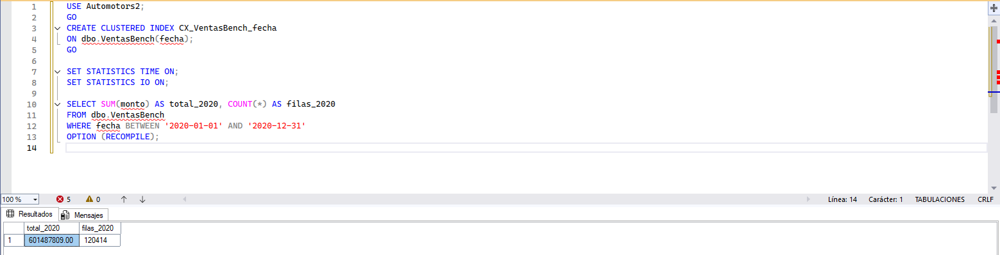 1 USE Automotors2;
2 GO
3 CREATE CLUSTERED INDEX CX_VentasBench_fecha
4 ON dbo.VentasBench(fecha);
5 GO
6
7 SET STATISTICS TIME ON;
8 SET STATISTICS IO ON;
9
10 SELECT SUM(monto) AS total_2020, COUNT(*) AS filas_2020
11 FROM dbo.VentasBench
12 WHERE fecha BETWEEN '2020-01-01' AND '2020-12-31'
13 OPTION (RECOMPILE);
14
100 % 5 0 Línea: 14 Carácter: 1 TABULACIONES CRLF
Resultados Mensajes
total_2020 filas_2020
1 601487809.00 120414